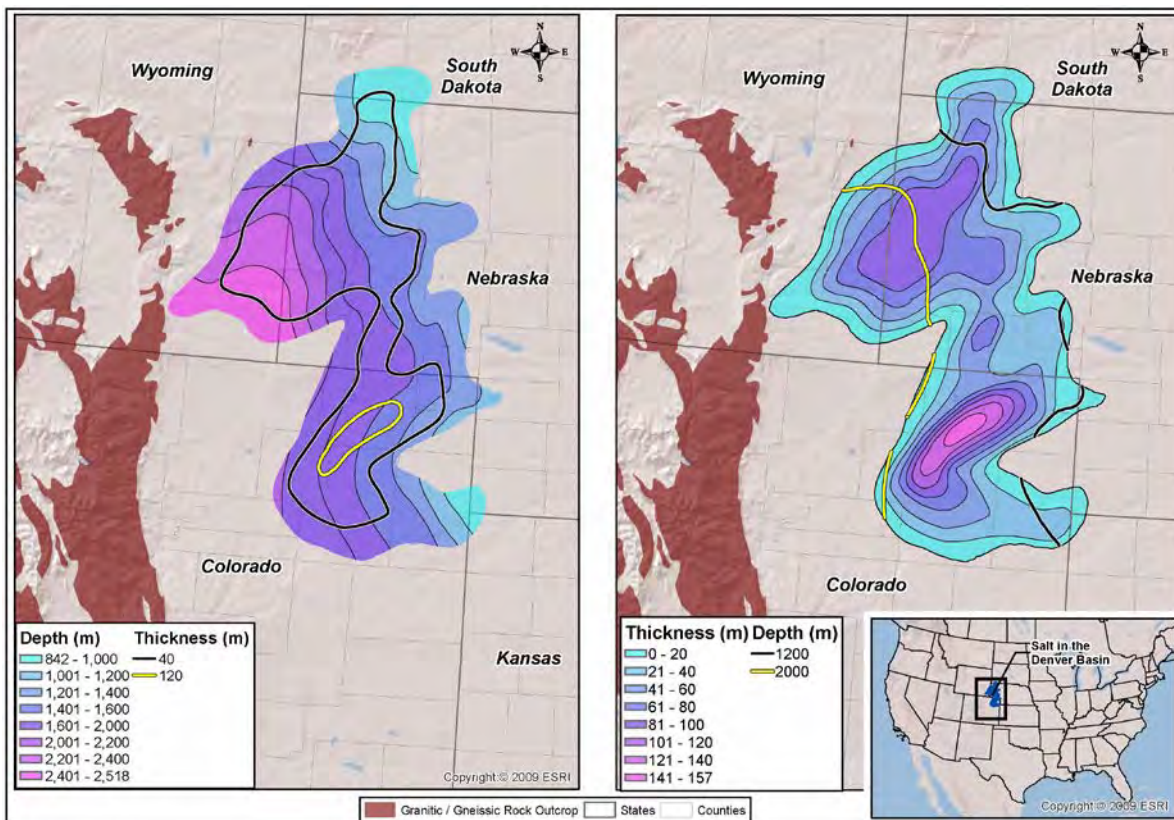 N
W E
S
Wyoming
South
Dakota
Nebraska
Colorado
Kansas
Depth (m) Thickness (m)
842 - 1,000 40
1,001 - 1,200 120
1,201 - 1,400
1,401 - 1,600
1,601 - 2,000
2,001 - 2,200
2,201 - 2,400
2,401 - 2,518
Copyright © 2009 ESRI
N
W E
S
Wyoming
South
Dakota
Nebraska
Colorado
Thickness (m) Depth (m)
0 - 20 1200
21 - 40 2000
41 - 60
61 - 80
81 - 100
101 - 120
121 - 140
141 - 157
Salt in the
Denver Basin
Copyright © 2009 ESRI
Granitic / Gneissic Rock Outcrop States Counties